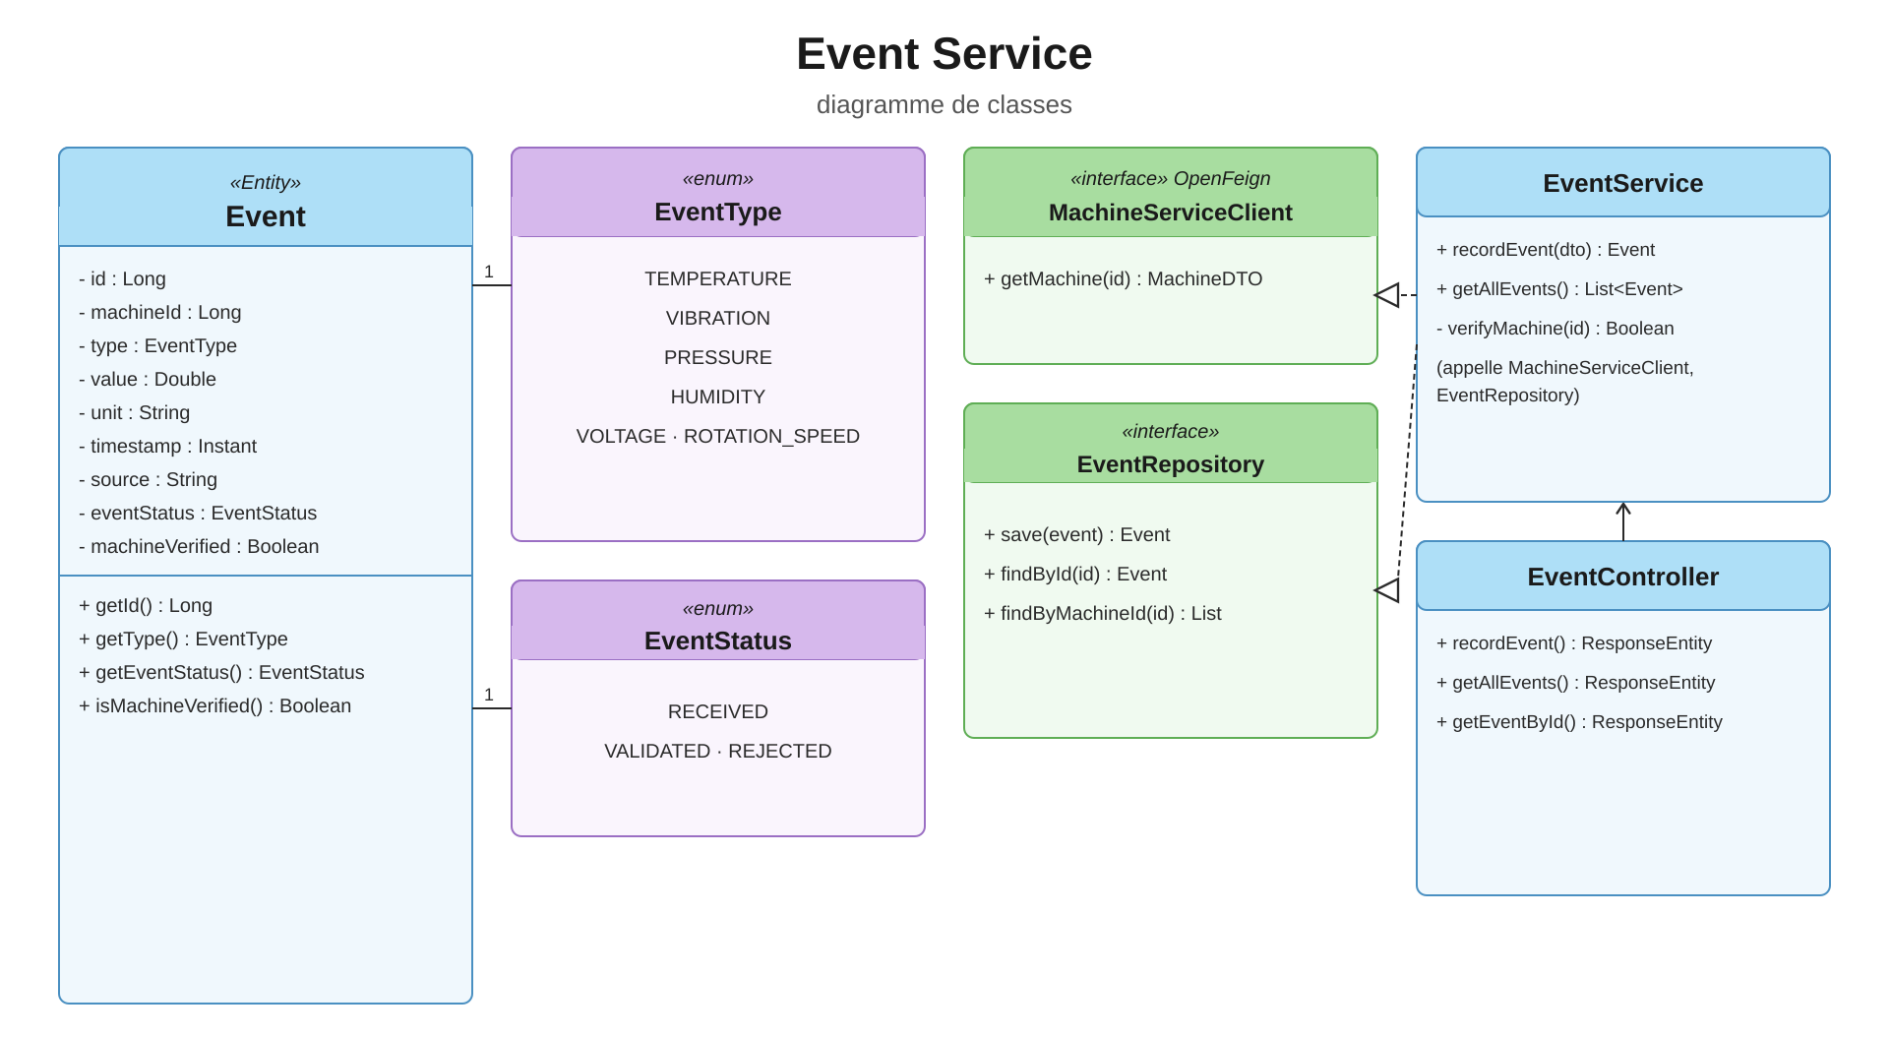 Event Service
diagramme de classes
«Entity»
Event
- id : Long
- machineId : Long
- type : EventType
- value : Double
- unit : String
- timestamp : Instant
- source : String
- eventStatus : EventStatus
- machineVerified : Boolean
+ getId() : Long
+ getType() : EventType
+ getEventStatus() : EventStatus
+ isMachineVerified() : Boolean
1
1
«enum»
EventType
TEMPERATURE
VIBRATION
PRESSURE
HUMIDITY
VOLTAGE · ROTATION_SPEED
«enum»
EventStatus
RECEIVED
VALIDATED · REJECTED
«interface» OpenFeign
MachineServiceClient
+ getMachine(id) : MachineDTO
«interface»
EventRepository
+ save(event) : Event
+ findById(id) : Event
+ findByMachineId(id) : List
EventService
+ recordEvent(dto) : Event
+ getAllEvents() : List<Event>
- verifyMachine(id) : Boolean
(appelle MachineServiceClient,
EventRepository)
EventController
+ recordEvent() : ResponseEntity
+ getAllEvents() : ResponseEntity
+ getEventById() : ResponseEntity